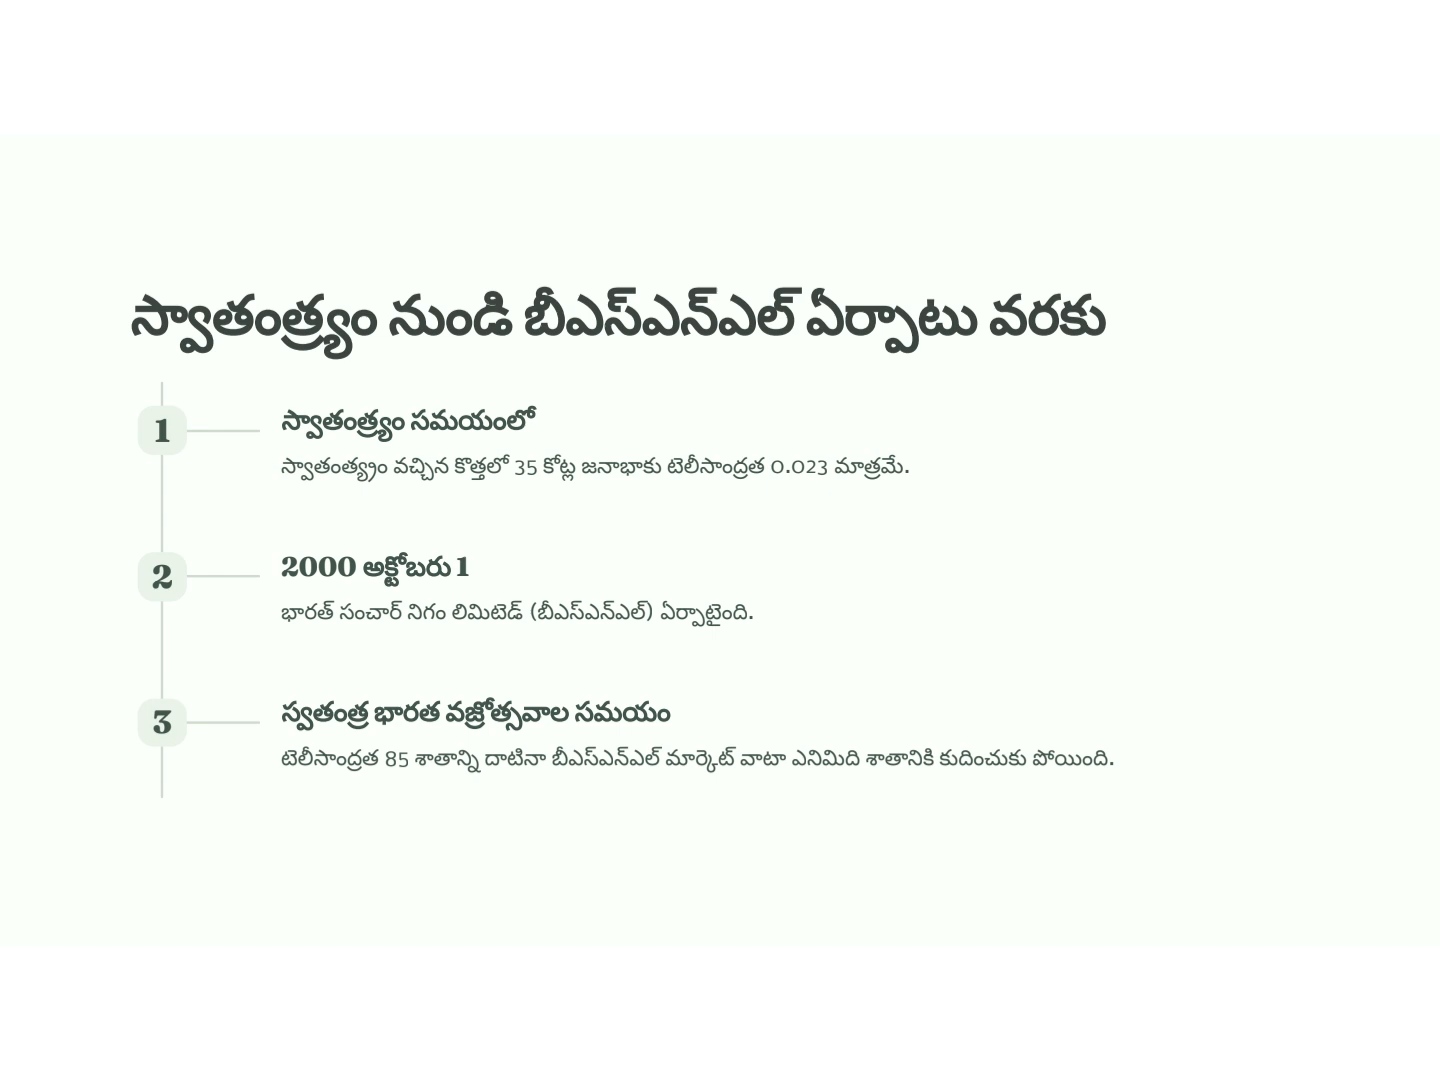 స్వాతంత్ర్యం నుండి బీఎస్ఎన్ఎల్ ఏర్పాటు వరకు
1
స్వాతంత్ర్యం సమయంలో
స్వాతంత్య్రం వచ్చిన కొత్తలో 35 కోట్ల జనాభాకు టెలీసాంద్రత 0.023 మాత్రమే.
2
2000 అక్టోబరు 1
భారత్ సంచార్ నిగం లిమిటెడ్ (బీఎస్ఎన్ఎల్) ఏర్పాటైంది.
3
స్వతంత్ర భారత వజ్రోత్సవాల సమయం
టెలీసాంద్రత 85 శాతాన్ని దాటినా బీఎస్ఎన్ఎల్ మార్కెట్ వాటా ఎనిమిది శాతానికి కుదించుకు పోయింది.